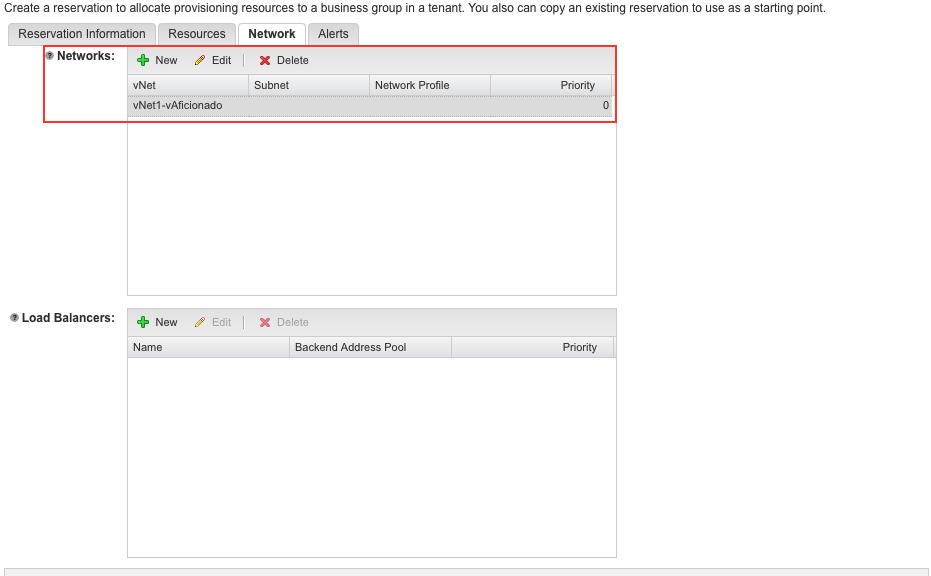 Create a reservation to allocate provisioning resources to a business group in a tenant. You also can copy an existing reservation to use as a starting point.
Reservation Information Resources Network Alerts
Networks: New Edit Delete
vNet Subnet Network Profile Priority
vNet1-vAficionado 0
Load Balancers: New Edit Delete
Name Backend Address Pool Priority